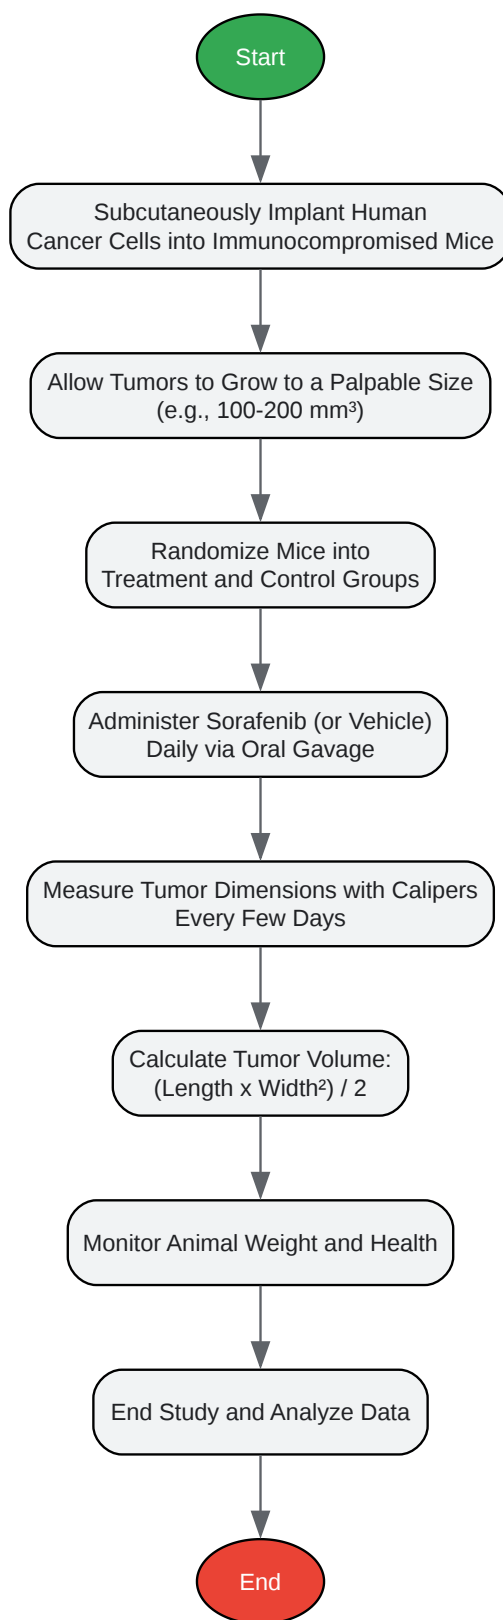 Start
Subcutaneously Implant Human
Cancer Cells into Immunocompromised Mice
Allow Tumors to Grow to a Palpable Size
(e.g., 100-200 mm³)
Randomize Mice into
Treatment and Control Groups
Administer Sorafenib (or Vehicle)
Daily via Oral Gavage
Measure Tumor Dimensions with Calipers
Every Few Days
Calculate Tumor Volume:
(Length x Width²) / 2
Monitor Animal Weight and Health
End Study and Analyze Data
End